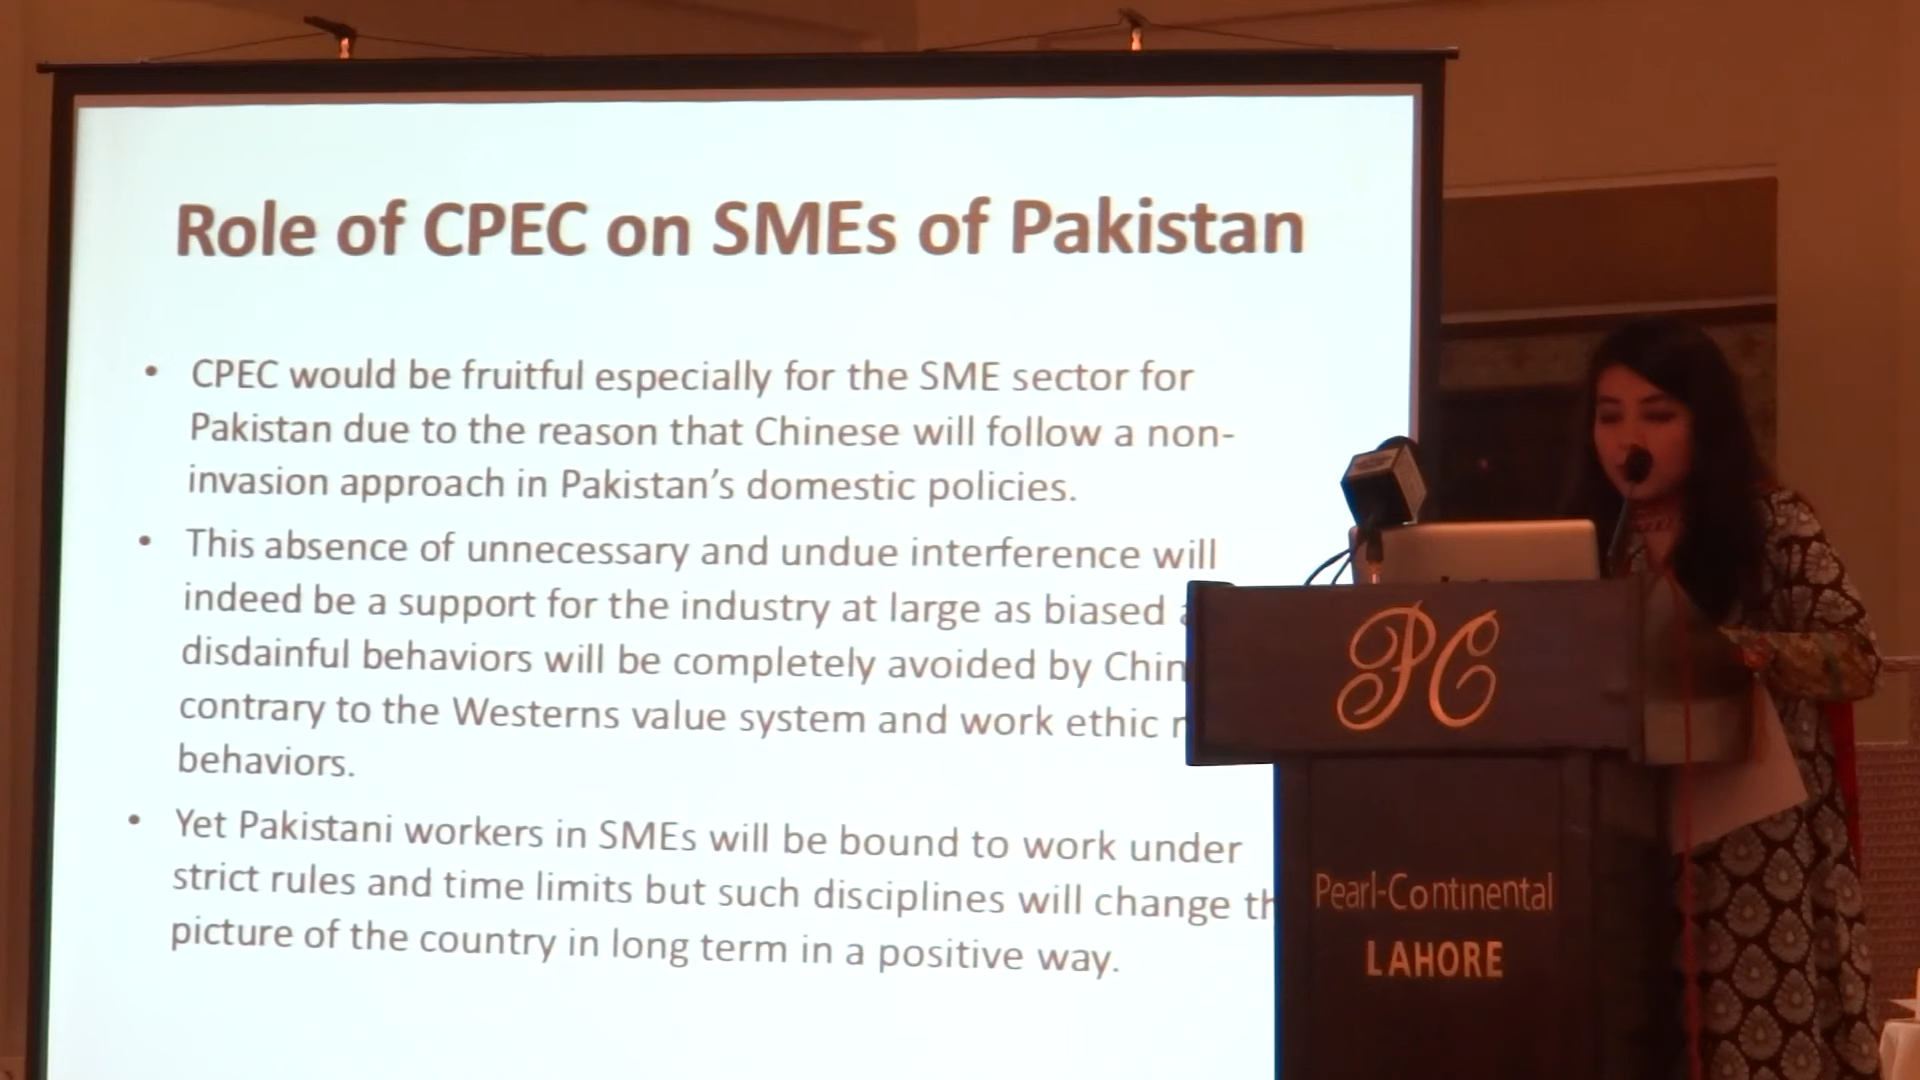 Role of CPEC on SMEs of Pakistan
• CPEC would be fruitful especially for the SME sector for
Pakistan due to the reason that Chinese will follow a non-
invasion approach in Pakistan’s domestic policies.
• This absence of unnecessary and undue interference will
indeed be a support for the industry at large as biased
disdainful behaviors will be completely avoided by Chin
contrary to the Westerns value system and work ethic
behaviors.
• Yet Pakistani workers in SMEs will be bound to work under
strict rules and time limits but such disciplines will change th
picture of the country in long term in a positive way.
PC
Pearl-Continental
LAHORE